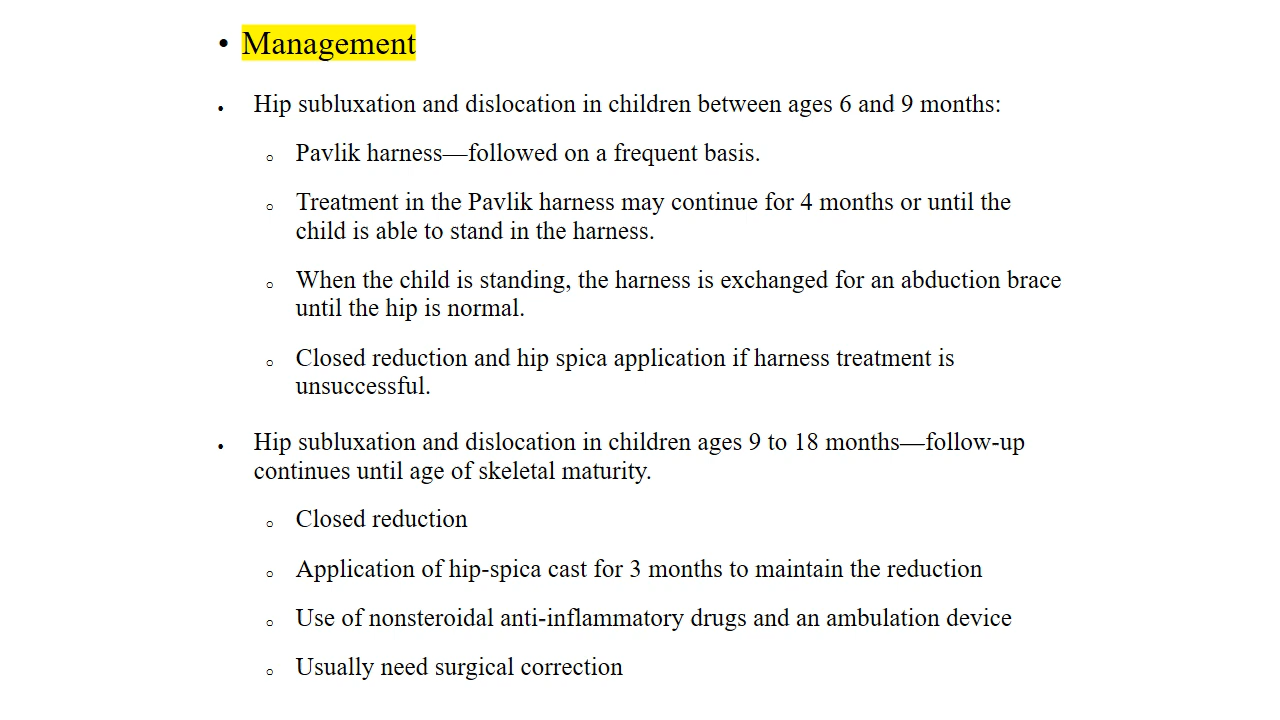 • Management
• Hip subluxation and dislocation in children between ages 6 and 9 months:
o Pavlik harness—followed on a frequent basis.
o Treatment in the Pavlik harness may continue for 4 months or until the
child is able to stand in the harness.
o When the child is standing, the harness is exchanged for an abduction brace
until the hip is normal.
o Closed reduction and hip spica application if harness treatment is
unsuccessful.
• Hip subluxation and dislocation in children ages 9 to 18 months—follow-up
continues until age of skeletal maturity.
o Closed reduction
o Application of hip-spica cast for 3 months to maintain the reduction
o Use of nonsteroidal anti-inflammatory drugs and an ambulation device
o Usually need surgical correction